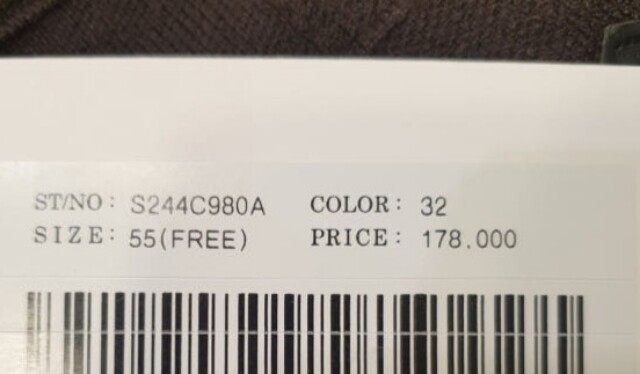 ST/NO: S244C980A COLOR: 32
SIZE: 55(FREE) PRICE: 178.000